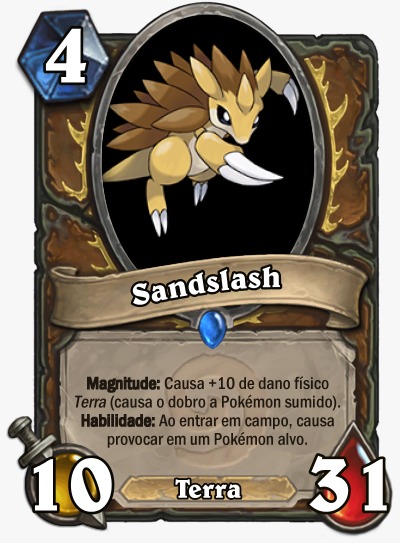 4
Sandslash
Magnitude: Causa +10 de dano físico
Terra (causa o dobro a Pokémon sumido).
Habilidade: Ao entrar em campo, causa
provocar em um Pokémon alvo.
10
Terra
31